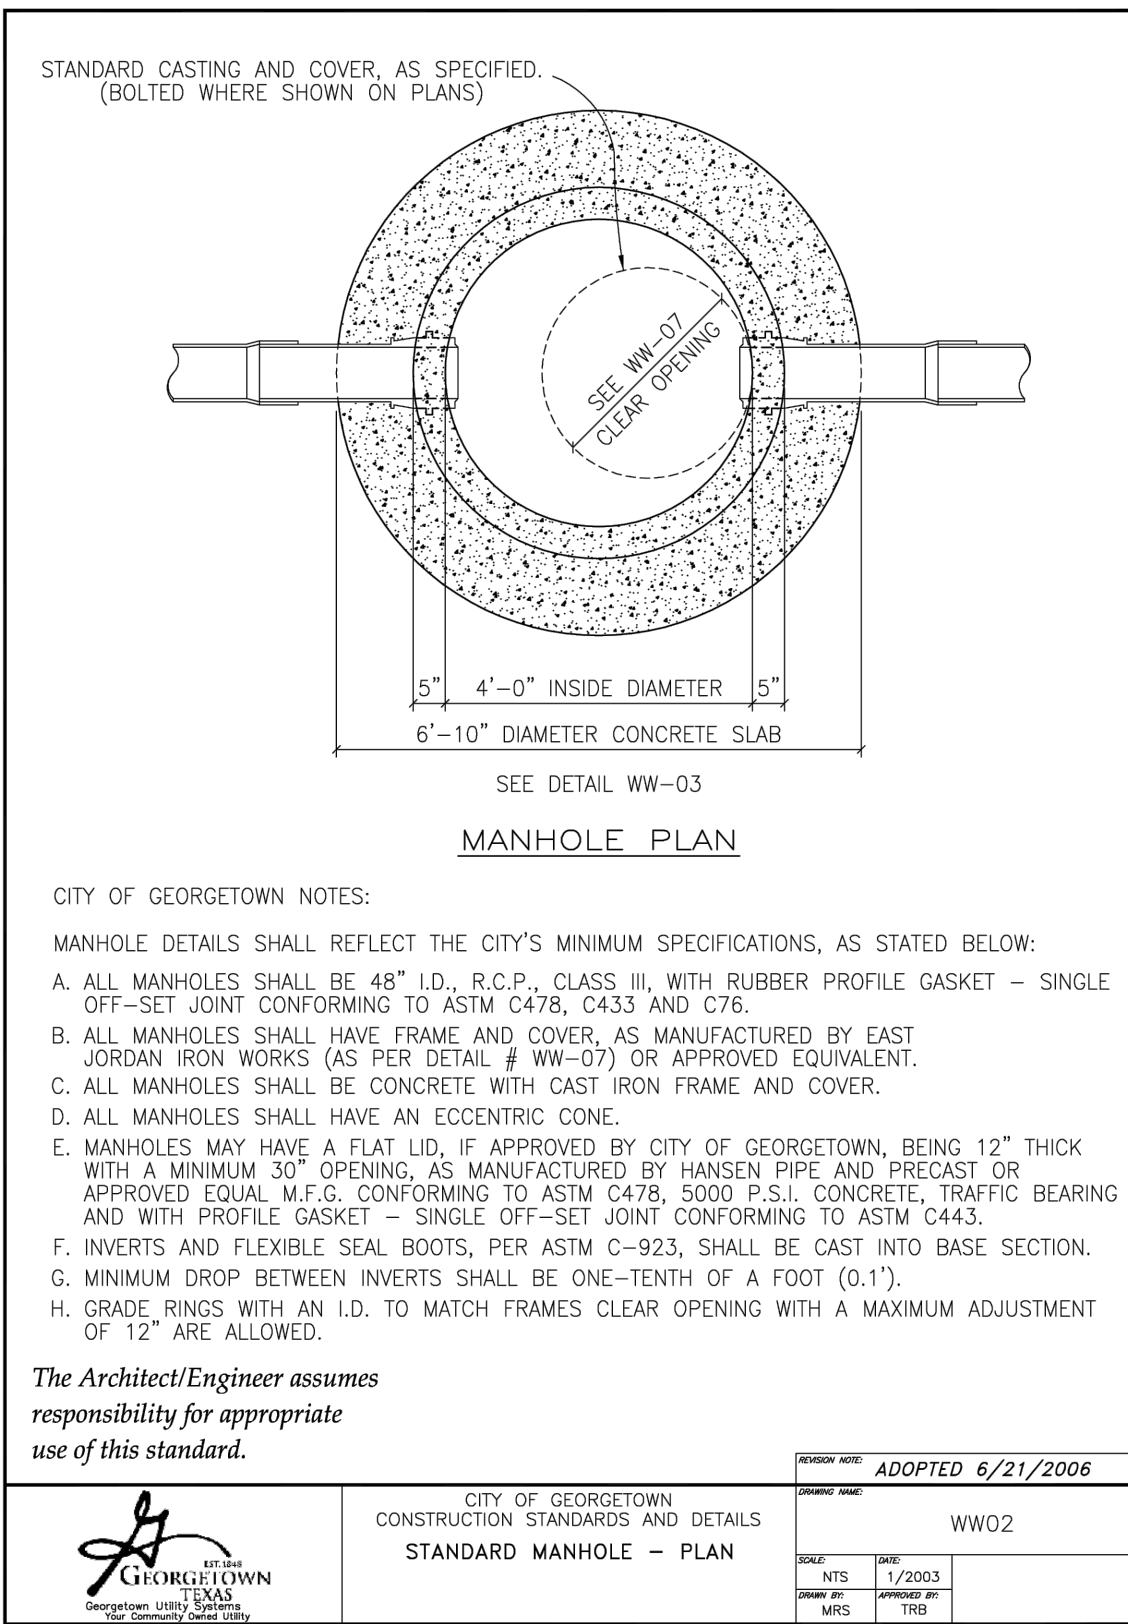 STANDARD CASTING AND COVER, AS SPECIFIED.
(BOLTED WHERE SHOWN ON PLANS)
SEE WW-07
CLEAR OPENING
5" 4'-0" INSIDE DIAMETER 5"
6'-10" DIAMETER CONCRETE SLAB
SEE DETAIL WW-03
MANHOLE PLAN
CITY OF GEORGETOWN NOTES:
MANHOLE DETAILS SHALL REFLECT THE CITY'S MINIMUM SPECIFICATIONS, AS STATED BELOW:
A. ALL MANHOLES SHALL BE 48" I.D., R.C.P., CLASS III, WITH RUBBER PROFILE GASKET - SINGLE
OFF-SET JOINT CONFORMING TO ASTM C478, C433 AND C76.
B. ALL MANHOLES SHALL HAVE FRAME AND COVER, AS MANUFACTURED BY EAST
JORDAN IRON WORKS (AS PER DETAIL # WW-07) OR APPROVED EQUIVALENT.
C. ALL MANHOLES SHALL BE CONCRETE WITH CAST IRON FRAME AND COVER.
D. ALL MANHOLES SHALL HAVE AN ECCENTRIC CONE.
E. MANHOLES MAY HAVE A FLAT LID, IF APPROVED BY CITY OF GEORGETOWN, BEING 12" THICK
WITH A MINIMUM 30" OPENING, AS MANUFACTURED BY HANSEN PIPE AND PRECAST OR
APPROVED EQUAL M.F.G. CONFORMING TO ASTM C478, 5000 P.S.I. CONCRETE, TRAFFIC BEARING
AND WITH PROFILE GASKET - SINGLE OFF-SET JOINT CONFORMING TO ASTM C443.
F. INVERTS AND FLEXIBLE SEAL BOOTS, PER ASTM C-923, SHALL BE CAST INTO BASE SECTION.
G. MINIMUM DROP BETWEEN INVERTS SHALL BE ONE-TENTH OF A FOOT (0.1').
H. GRADE RINGS WITH AN I.D. TO MATCH FRAMES CLEAR OPENING WITH A MAXIMUM ADJUSTMENT
OF 12" ARE ALLOWED.
The Architect/Engineer assumes
responsibility for appropriate
use of this standard.
REVISION NOTE: ADOPTED 6/21/2006
EST. 1848
GEORGETOWN
TEXAS
Georgetown Utility Systems
Your Community Owned Utility
CITY OF GEORGETOWN
CONSTRUCTION STANDARDS AND DETAILS
STANDARD MANHOLE - PLAN
DRAWING NAME:
WW02
SCALE: DATE:
NTS 1/2003
DRAWN BY: APPROVED BY:
MRS TRB